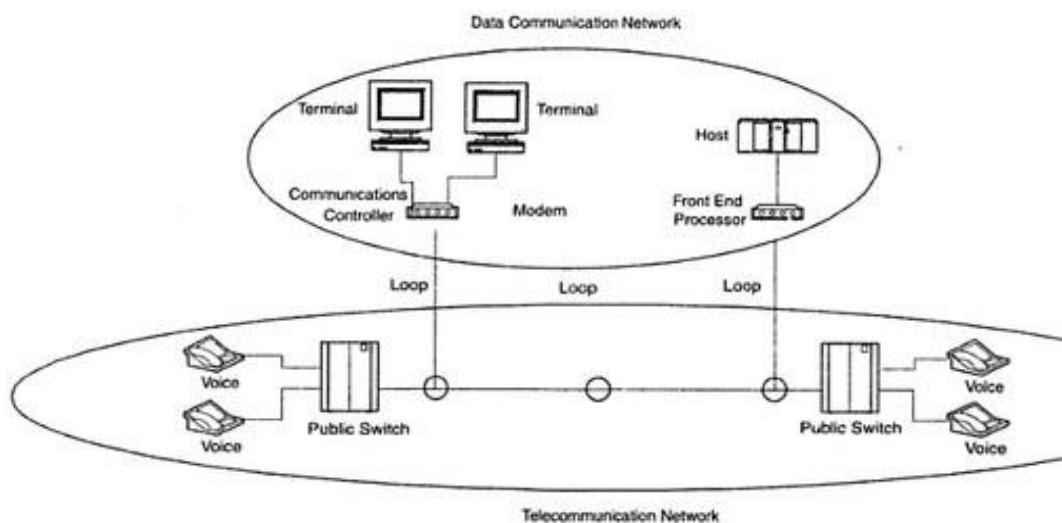 Data Communication Network
Terminal
Terminal
Host
Communications
Controller
Modem
Front End
Processor
Loop
Loop
Loop
Voice
Voice
Public Switch
Public Switch
Voice
Voice
Telecommunication Network